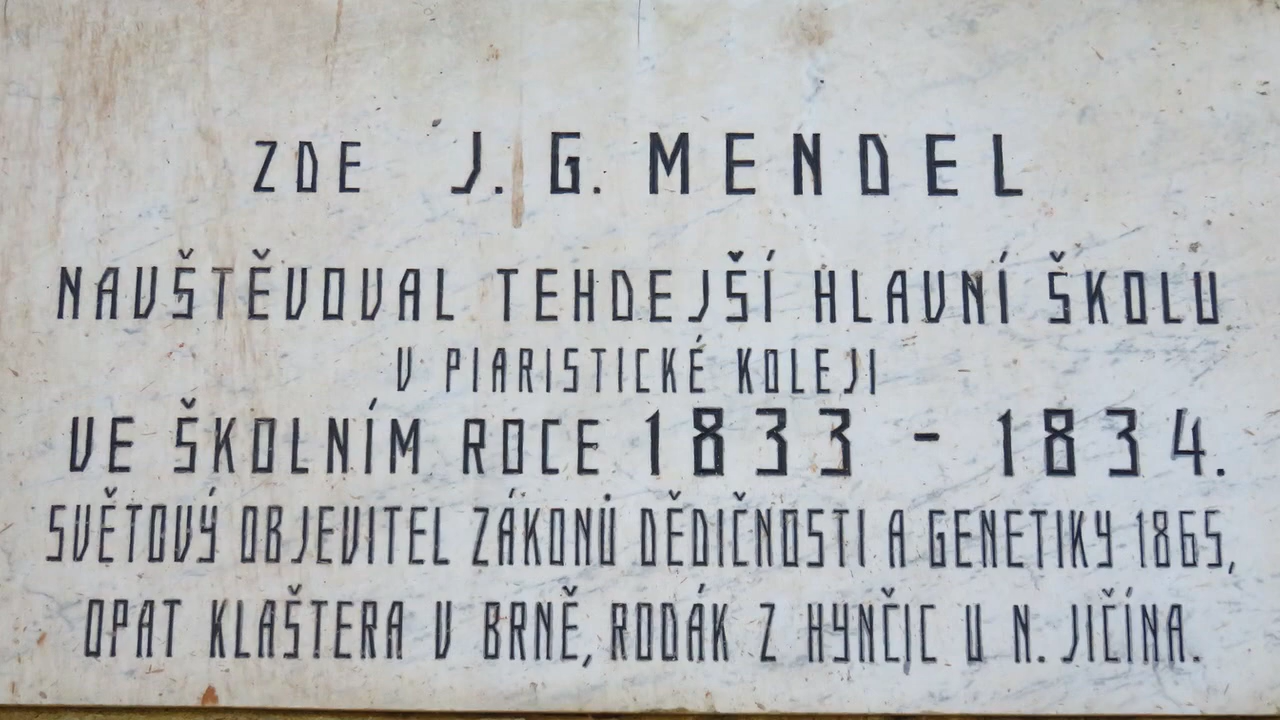 ZDE J. G. MENDEL
NAVŠTĚVOVAL TEHDEJŠÍ HLAVNÍ ŠKOLU
V PIARISTICKÉ KOLEJI
VE ŠKOLNÍM ROCE 1833 - 1834.
SVĚTOVÝ OBJEVITEL ZÁKONŮ DĚDIČNOSTI A GENETIKY 1865,
OPAT KLAŠTERA V BRNĚ, RODÁK Z HYNČIC U N. JIČÍNA.